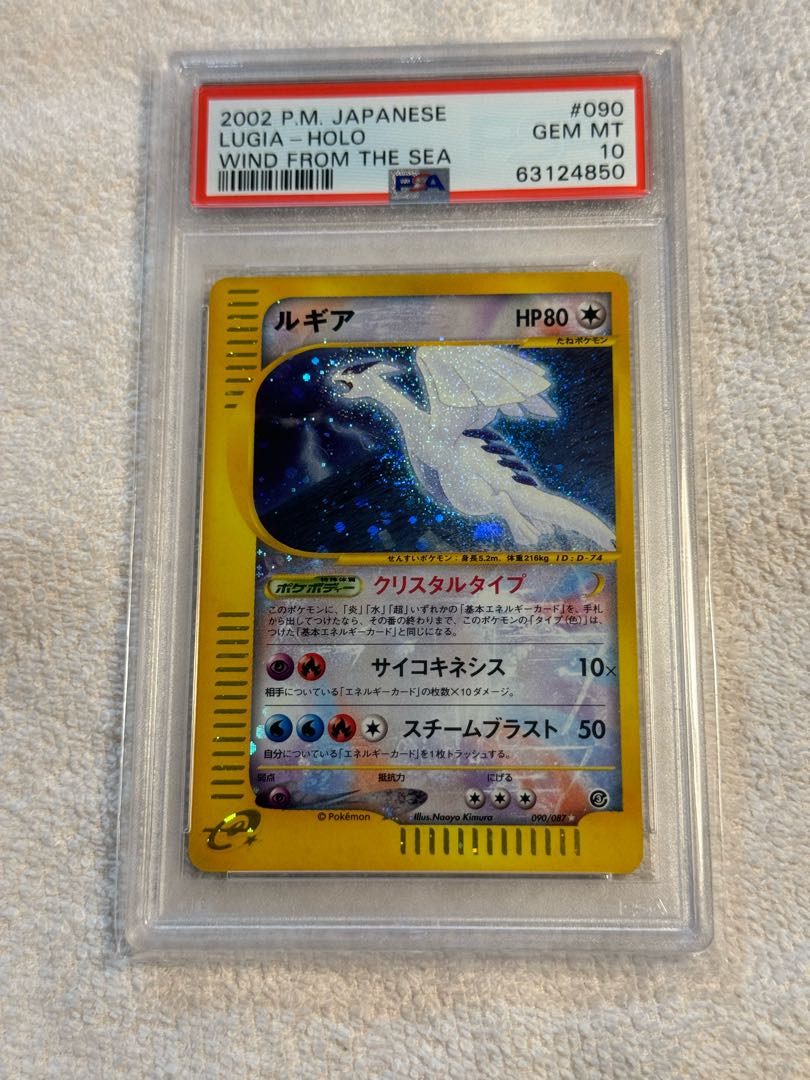 2002 P.M. JAPANESE #090
LUGIA - HOLO GEM MT
WIND FROM THE SEA 10
PSA 63124850
ルギア HP80
たねポケモン
せんすいポケモン：身長5.2m、体重216kg ID：D-74
特殊体質
ポケボディー クリスタルタイプ
このポケモンに、「炎」「水」「超」いずれかの「基本エネルギーカード」を、手札
から出してつけたなら、その番の終わりまで、このポケモンの「タイプ（色）」は、
つけた「基本エネルギーカード」と同じになる。
サイコキネシス 10×
相手についている「エネルギーカード」の枚数×10ダメージ。
スチームブラスト 50
自分についている「エネルギーカード」を1枚トラッシュする。
弱点 抵抗力 にげる
© Pokémon Illus.Naoyo Kimura 090/087
e